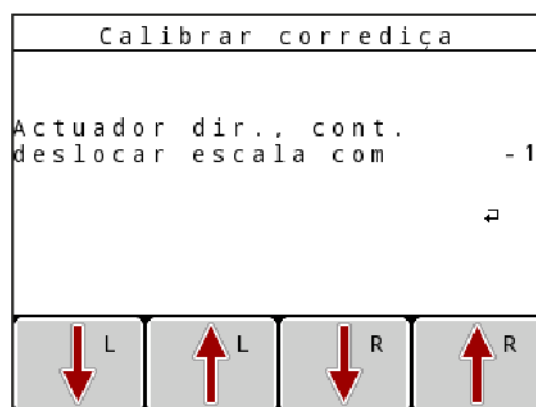 Calibrar corrediça
Actuador dir., cont.
deslocar escala com -1
L L R R